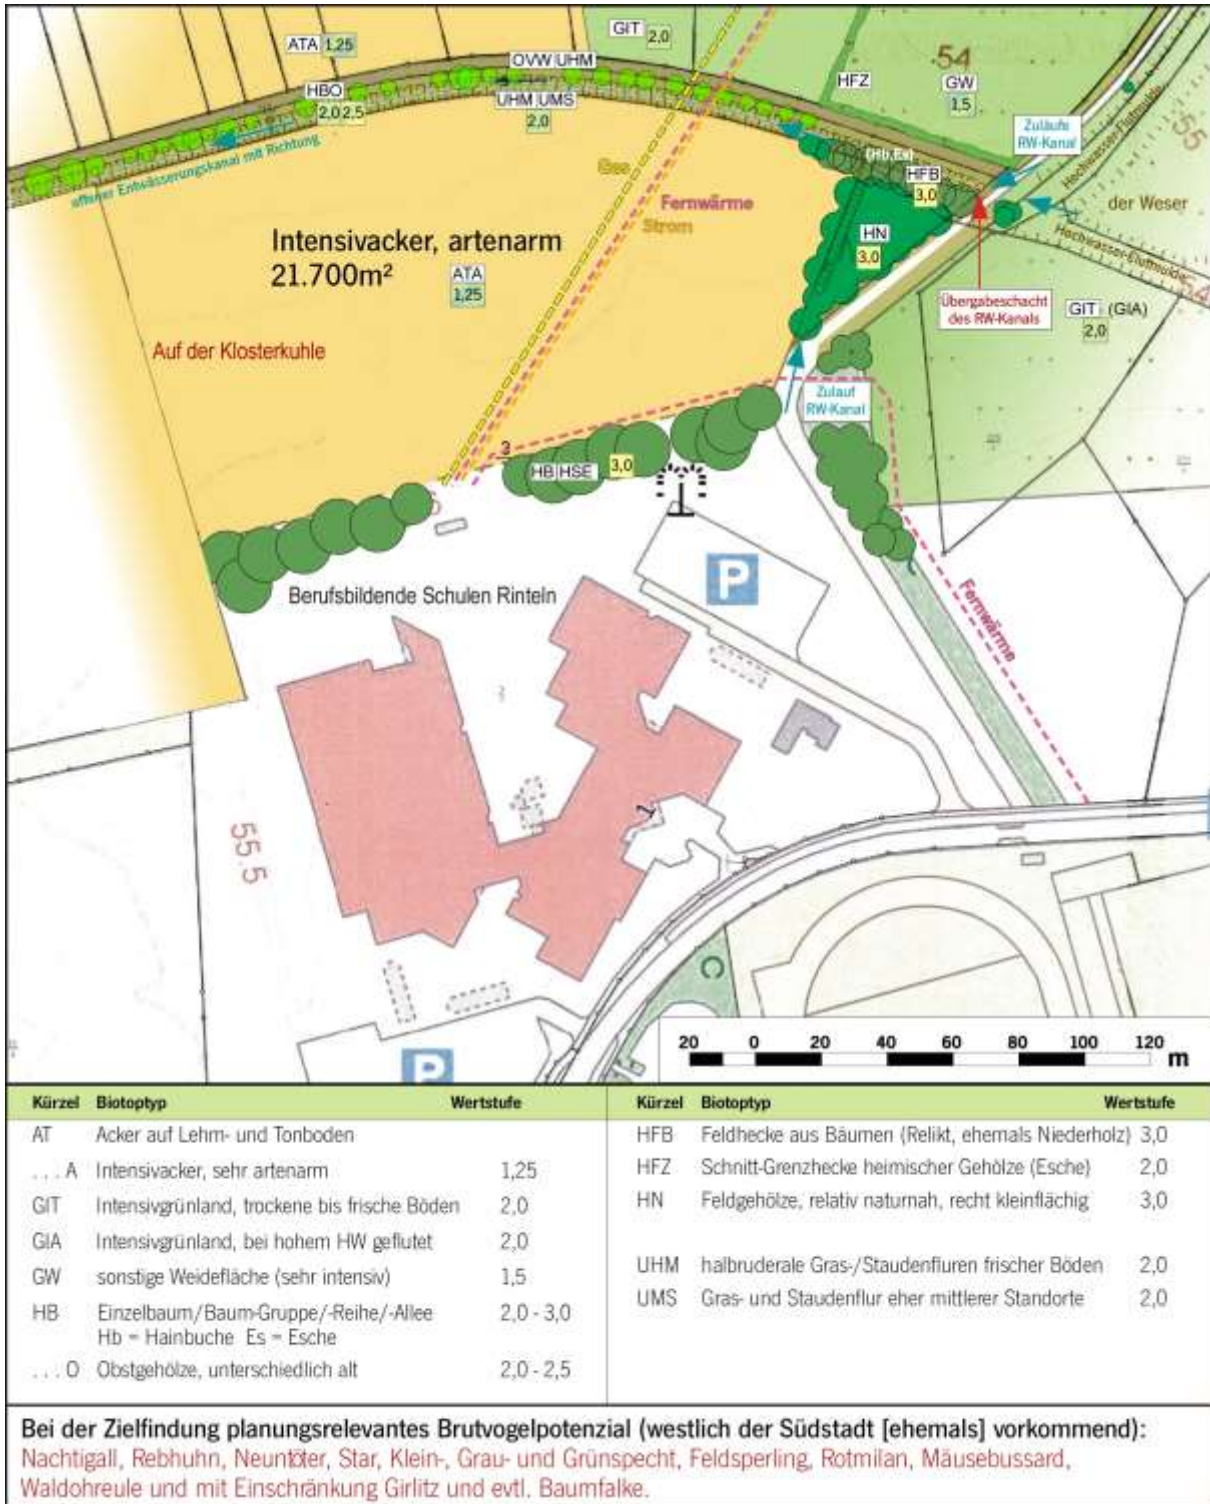 GIT 2,0
ATA 1,25
OVW UHM
54
HFZ
GW
1,5
HBO
2,0 2,5
UHM UMS
2,0
Zuläufe
RW-Kanal
Hochwasser-Flutmulde
55
offener Entwässerungskanal mit Richtung
(Hb,Es)
HFB
3,0
Gas
Fernwärme
Strom
der Weser
Hochwasser-Flutmulde
HN
3,0
Intensivacker, artenarm
21.700m²
ATA
1,25
Übergabeschacht
des RW-Kanals
GIT (GIA)
2,0
Auf der Klosterkuhle
Zulauf
RW-Kanal
3
HB HSE 3,0
P
Berufsbildende Schulen Rinteln
Fernwärme
1
55.5
C
P
20 0 20 40 60 80 100 120 m
Kürzel Biotoptyp Wertstufe
AT Acker auf Lehm- und Tonboden
. . . A Intensivacker, sehr artenarm 1,25
GIT Intensivgrünland, trockene bis frische Böden 2,0
GIA Intensivgrünland, bei hohem HW geflutet 2,0
GW sonstige Weidefläche (sehr intensiv) 1,5
HB Einzelbaum/Baum-Gruppe/-Reihe/-Allee 2,0 - 3,0
Hb = Hainbuche Es = Esche
. . . O Obstgehölze, unterschiedlich alt 2,0 - 2,5
Kürzel Biotoptyp Wertstufe
HFB Feldhecke aus Bäumen (Relikt, ehemals Niederholz) 3,0
HFZ Schnitt-Grenzhecke heimischer Gehölze (Esche) 2,0
HN Feldgehölze, relativ naturnah, recht kleinflächig 3,0
UHM halbruderale Gras-/Staudenfluren frischer Böden 2,0
UMS Gras- und Staudenflur eher mittlerer Standorte 2,0
Bei der Zielfindung planungsrelevantes Brutvogelpotenzial (westlich der Südstadt [ehemals] vorkommend):
Nachtigall, Rebhuhn, Neuntöter, Star, Klein-, Grau- und Grünspecht, Feldsperling, Rotmilan, Mäusebussard,
Waldohreule und mit Einschränkung Girlitz und evtl. Baumfalke.